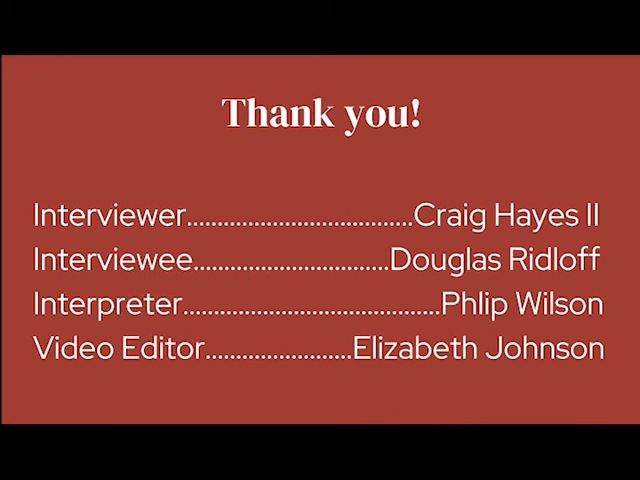 Thank you!
Interviewer.....................................Craig Hayes II
Interviewee................................Douglas Ridloff
Interpreter..........................................Phlip Wilson
Video Editor........................Elizabeth Johnson